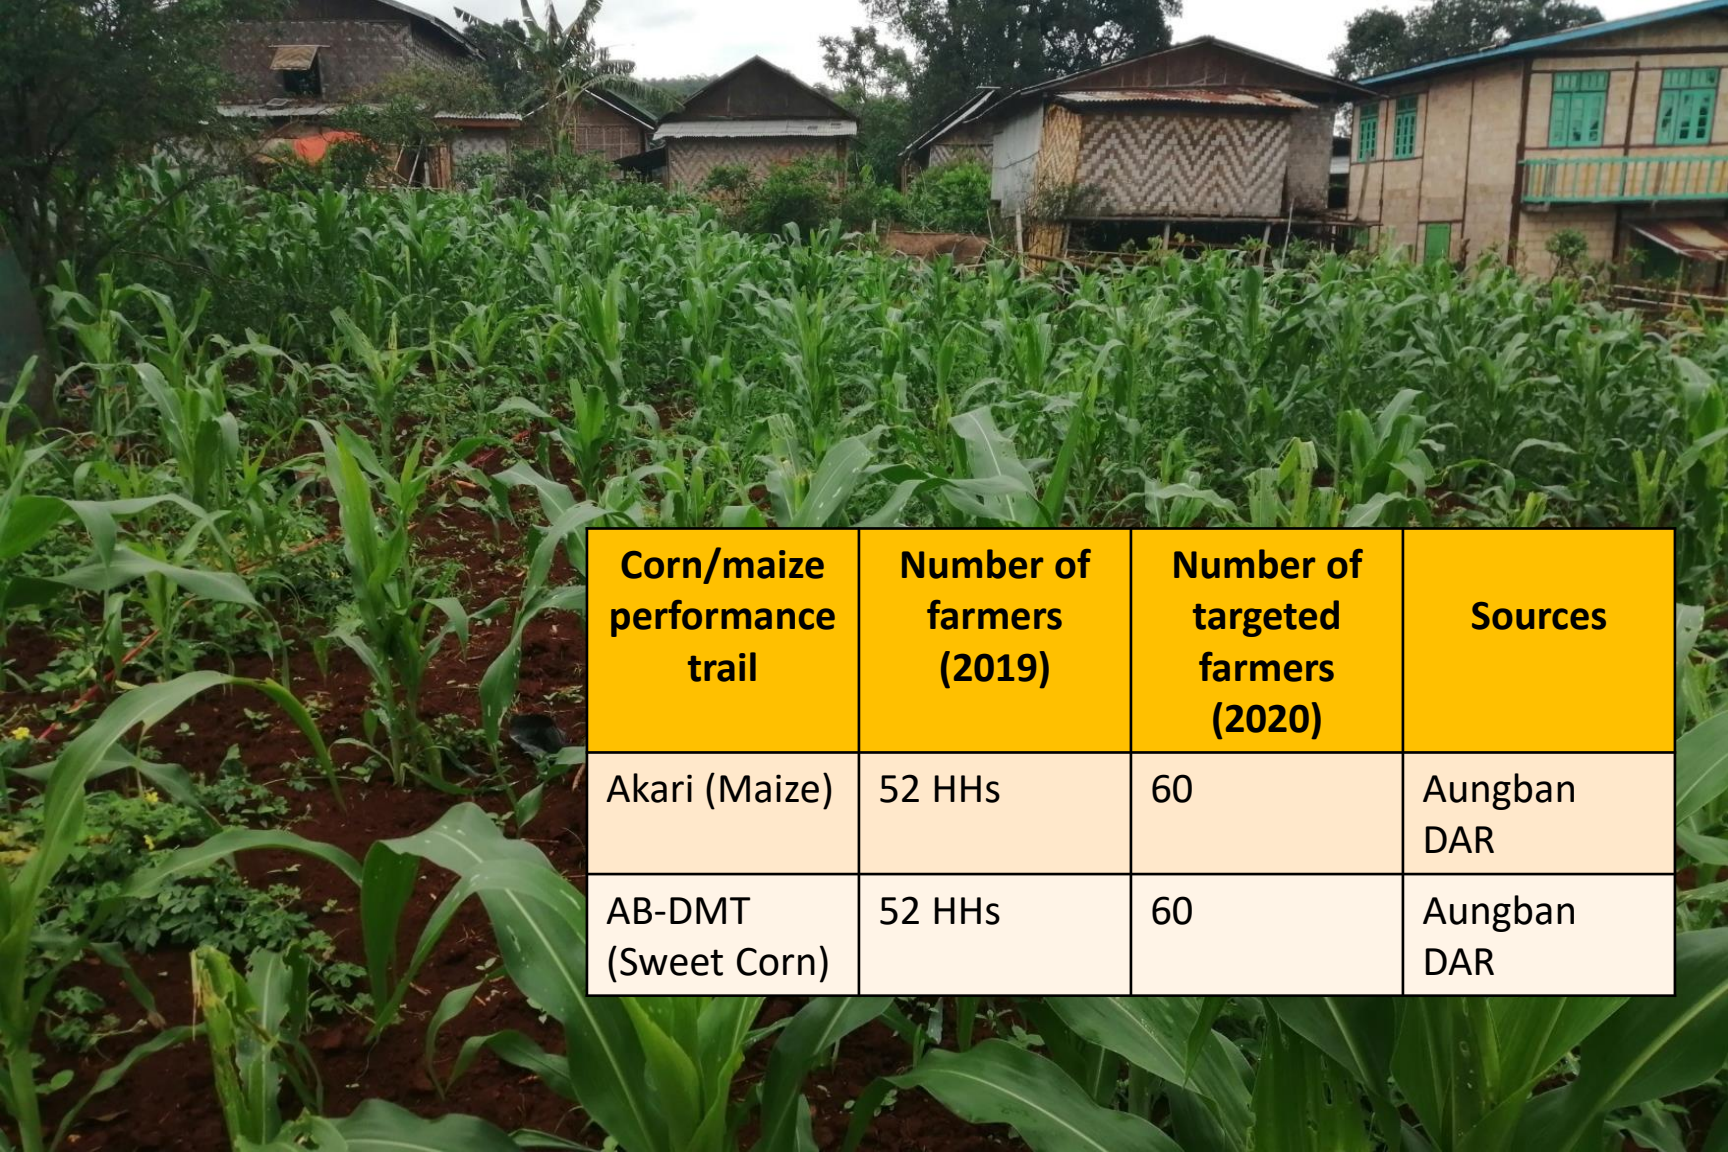 Corn/maize
performance
trail
Number of
farmers
(2019)
Number of
targeted
farmers
(2020)
Sources
Akari (Maize)
52 HHs
60
Aungban
DAR
AB-DMT
(Sweet Corn)
52 HHs
60
Aungban
DAR